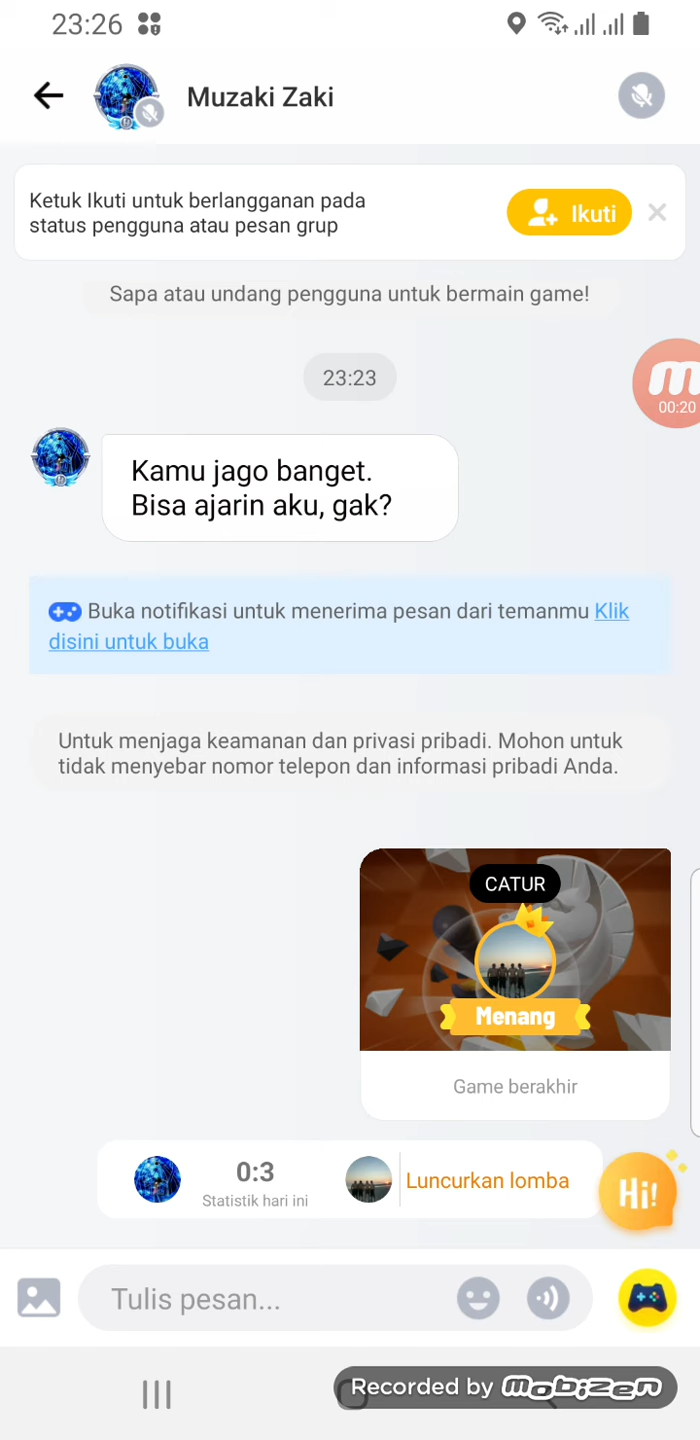 23:26
Muzaki Zaki
Ketuk Ikuti untuk berlangganan pada
status pengguna atau pesan grup
Ikuti
Sapa atau undang pengguna untuk bermain game!
23:23
00:20
Kamu jago banget.
Bisa ajarin aku, gak?
Buka notifikasi untuk menerima pesan dari temanmu Klik
disini untuk buka
Untuk menjaga keamanan dan privasi pribadi. Mohon untuk
tidak menyebar nomor telepon dan informasi pribadi Anda.
CATUR
Menang
Game berakhir
0:3
Statistik hari ini
Luncurkan lomba
Hi!
Tulis pesan...
Recorded by mobizen